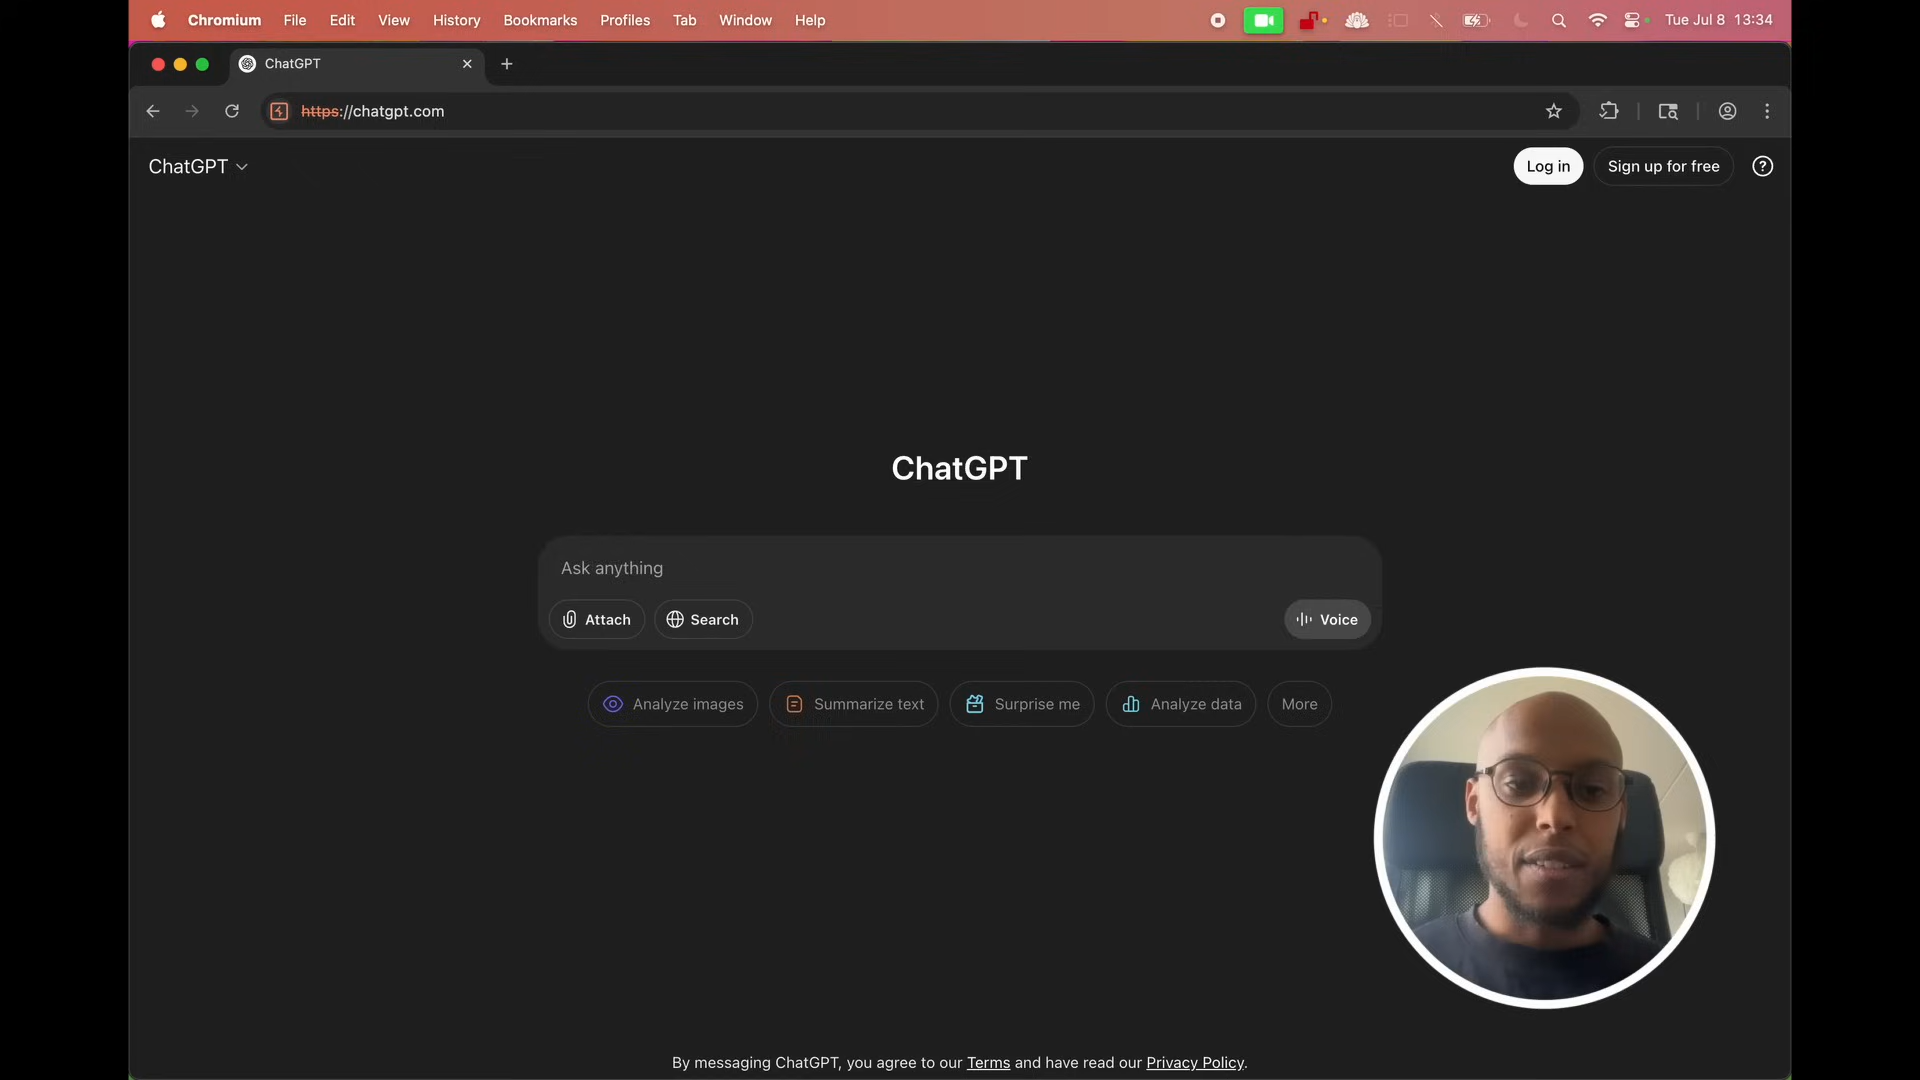 Chromium File Edit View History Bookmarks Profiles Tab Window Help Tue Jul 8 13:34
ChatGPT
https://chatgpt.com
ChatGPT Log in Sign up for free
ChatGPT
Ask anything
Attach Search Voice
Analyze images Summarize text Surprise me Analyze data More
By messaging ChatGPT, you agree to our Terms and have read our Privacy Policy.